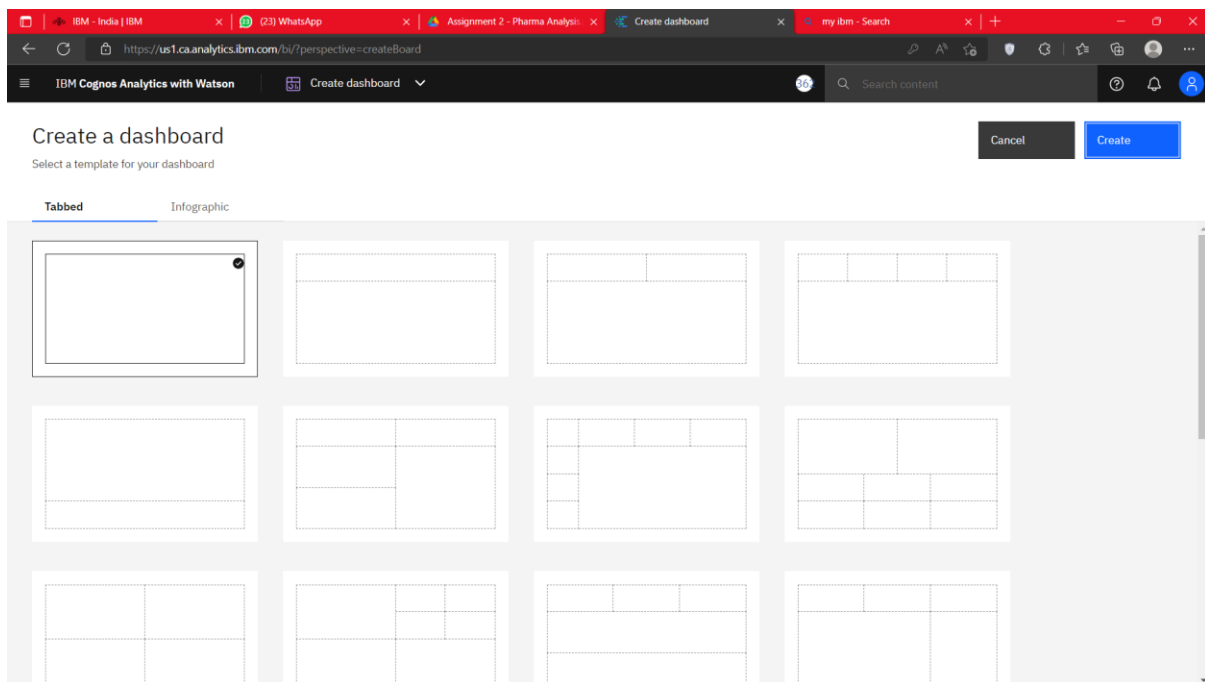 IBM - India | IBM
(23) WhatsApp
Assignment 2 - Pharma Analysis
Create dashboard
my ibm - Search
https://us1.ca.analytics.ibm.com/bi/?perspective=createBoard
IBM Cognos Analytics with Watson
Create dashboard
362
Search content
Create a dashboard
Select a template for your dashboard
Cancel
Create
Tabbed
Infographic